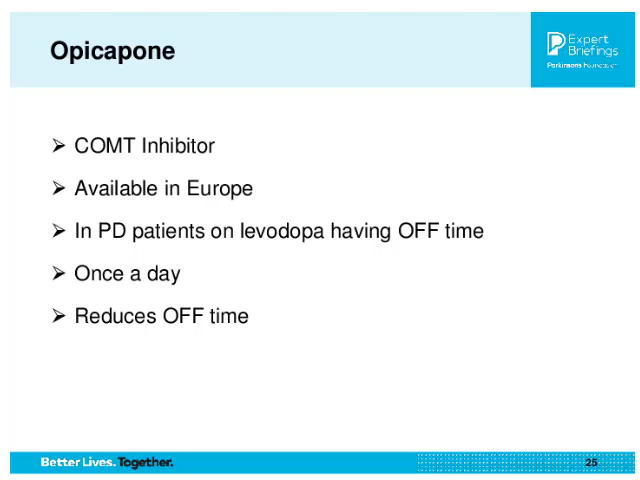 Opicapone
Expert
Briefings
Parkinson's Foundation
➢ COMT Inhibitor
➢ Available in Europe
➢ In PD patients on levodopa having OFF time
➢ Once a day
➢ Reduces OFF time
Better Lives. Together.
25